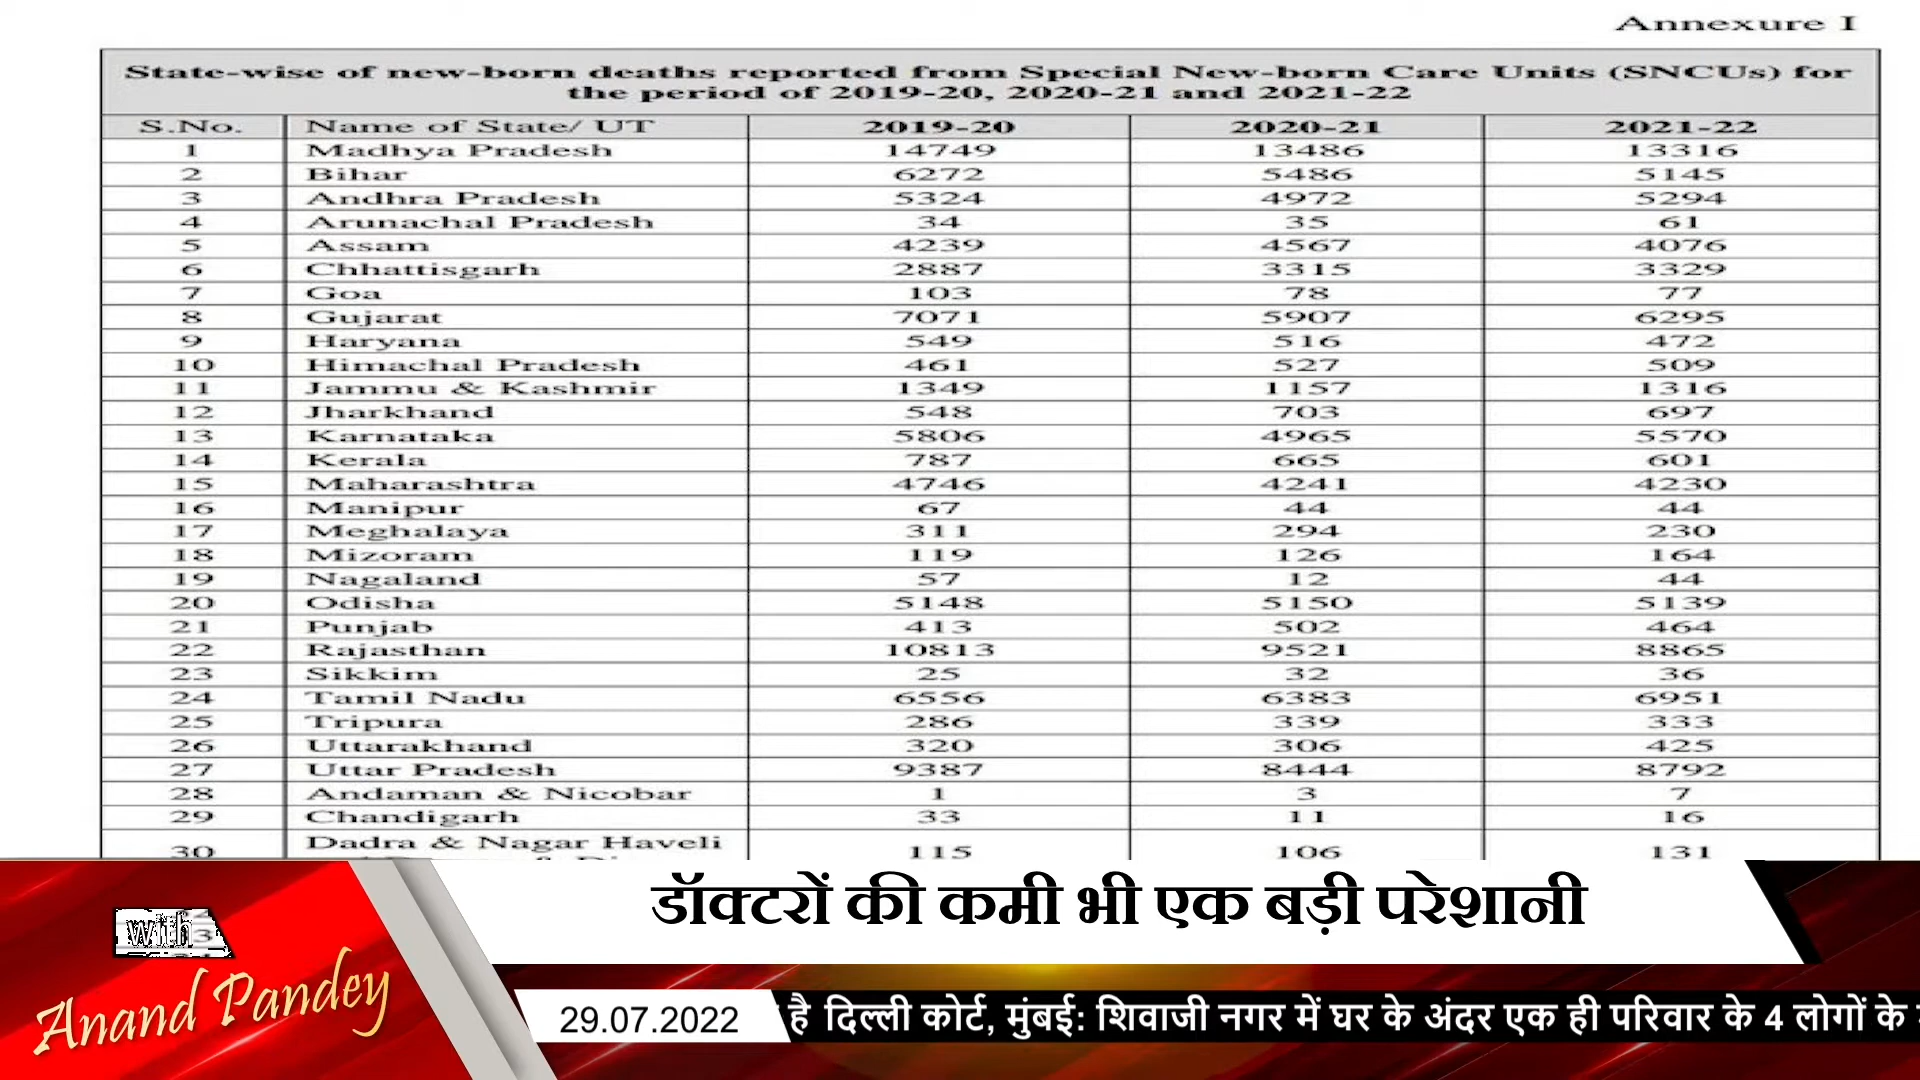 Annexure I
State-wise of new-born deaths reported from Special New-born Care Units (SNCUs) for
the period of 2019-20, 2020-21 and 2021-22
S.No. Name of State/ UT 2019-20 2020-21 2021-22
1 Madhya Pradesh 14749 13486 13316
2 Bihar 6272 5486 5145
3 Andhra Pradesh 5324 4972 5294
4 Arunachal Pradesh 34 35 61
5 Assam 4239 4567 4076
6 Chhattisgarh 2887 3315 3329
7 Goa 103 78 77
8 Gujarat 7071 5907 6295
9 Haryana 549 516 472
10 Himachal Pradesh 461 527 509
11 Jammu & Kashmir 1349 1157 1316
12 Jharkhand 548 703 697
13 Karnataka 5806 4965 5570
14 Kerala 787 665 601
15 Maharashtra 4746 4241 4230
16 Manipur 67 44 44
17 Meghalaya 311 294 230
18 Mizoram 119 126 164
19 Nagaland 57 12 44
20 Odisha 5148 5150 5139
21 Punjab 413 502 464
22 Rajasthan 10813 9521 8865
23 Sikkim 25 32 36
24 Tamil Nadu 6556 6383 6951
25 Tripura 286 339 333
26 Uttarakhand 320 306 425
27 Uttar Pradesh 9387 8444 8792
28 Andaman & Nicobar 1 3 7
29 Chandigarh 33 11 16
30 Dadra & Nagar Haveli 115 106 131
डॉक्टरों की कमी भी एक बड़ी परेशानी
with
Anand Pandey
29.07.2022 है दिल्ली कोर्ट, मुंबई: शिवाजी नगर में घर के अंदर एक ही परिवार के 4 लोगों के